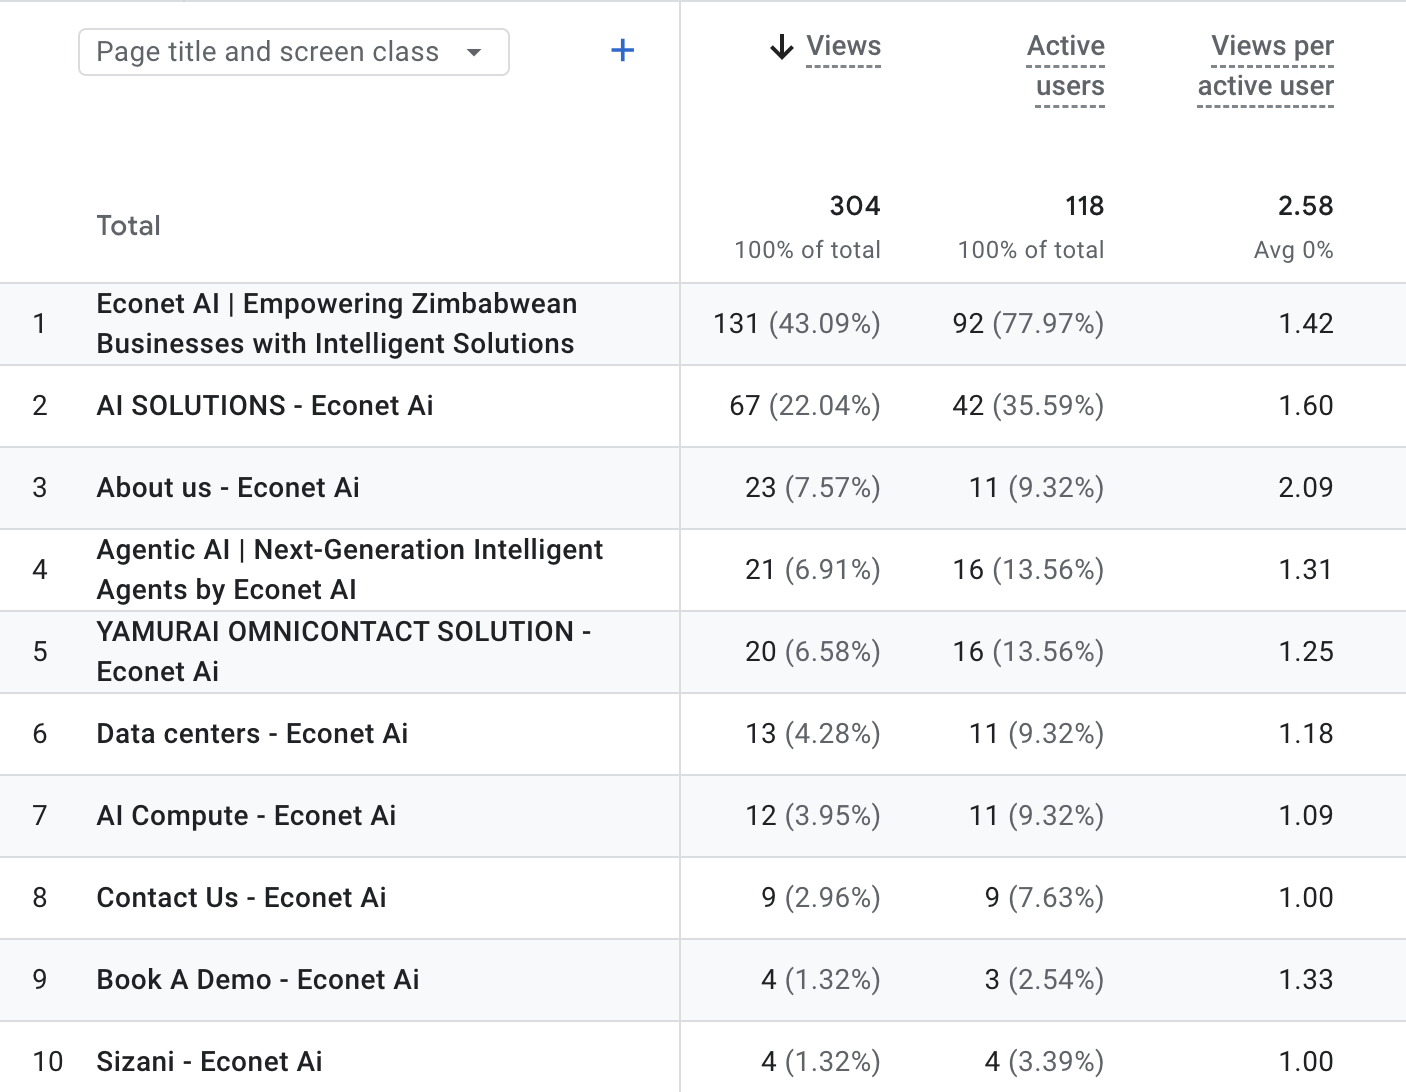 Page title and screen class
+
↓ Views
Active users
Views per active user
Total
304
100% of total
118
100% of total
2.58
Avg 0%
1 Econet AI | Empowering Zimbabwean Businesses with Intelligent Solutions 131 (43.09%) 92 (77.97%) 1.42
2 AI SOLUTIONS - Econet Ai 67 (22.04%) 42 (35.59%) 1.60
3 About us - Econet Ai 23 (7.57%) 11 (9.32%) 2.09
4 Agentic AI | Next-Generation Intelligent Agents by Econet AI 21 (6.91%) 16 (13.56%) 1.31
5 YAMURAI OMNICONTACT SOLUTION - Econet Ai 20 (6.58%) 16 (13.56%) 1.25
6 Data centers - Econet Ai 13 (4.28%) 11 (9.32%) 1.18
7 AI Compute - Econet Ai 12 (3.95%) 11 (9.32%) 1.09
8 Contact Us - Econet Ai 9 (2.96%) 9 (7.63%) 1.00
9 Book A Demo - Econet Ai 4 (1.32%) 3 (2.54%) 1.33
10 Sizani - Econet Ai 4 (1.32%) 4 (3.39%) 1.00